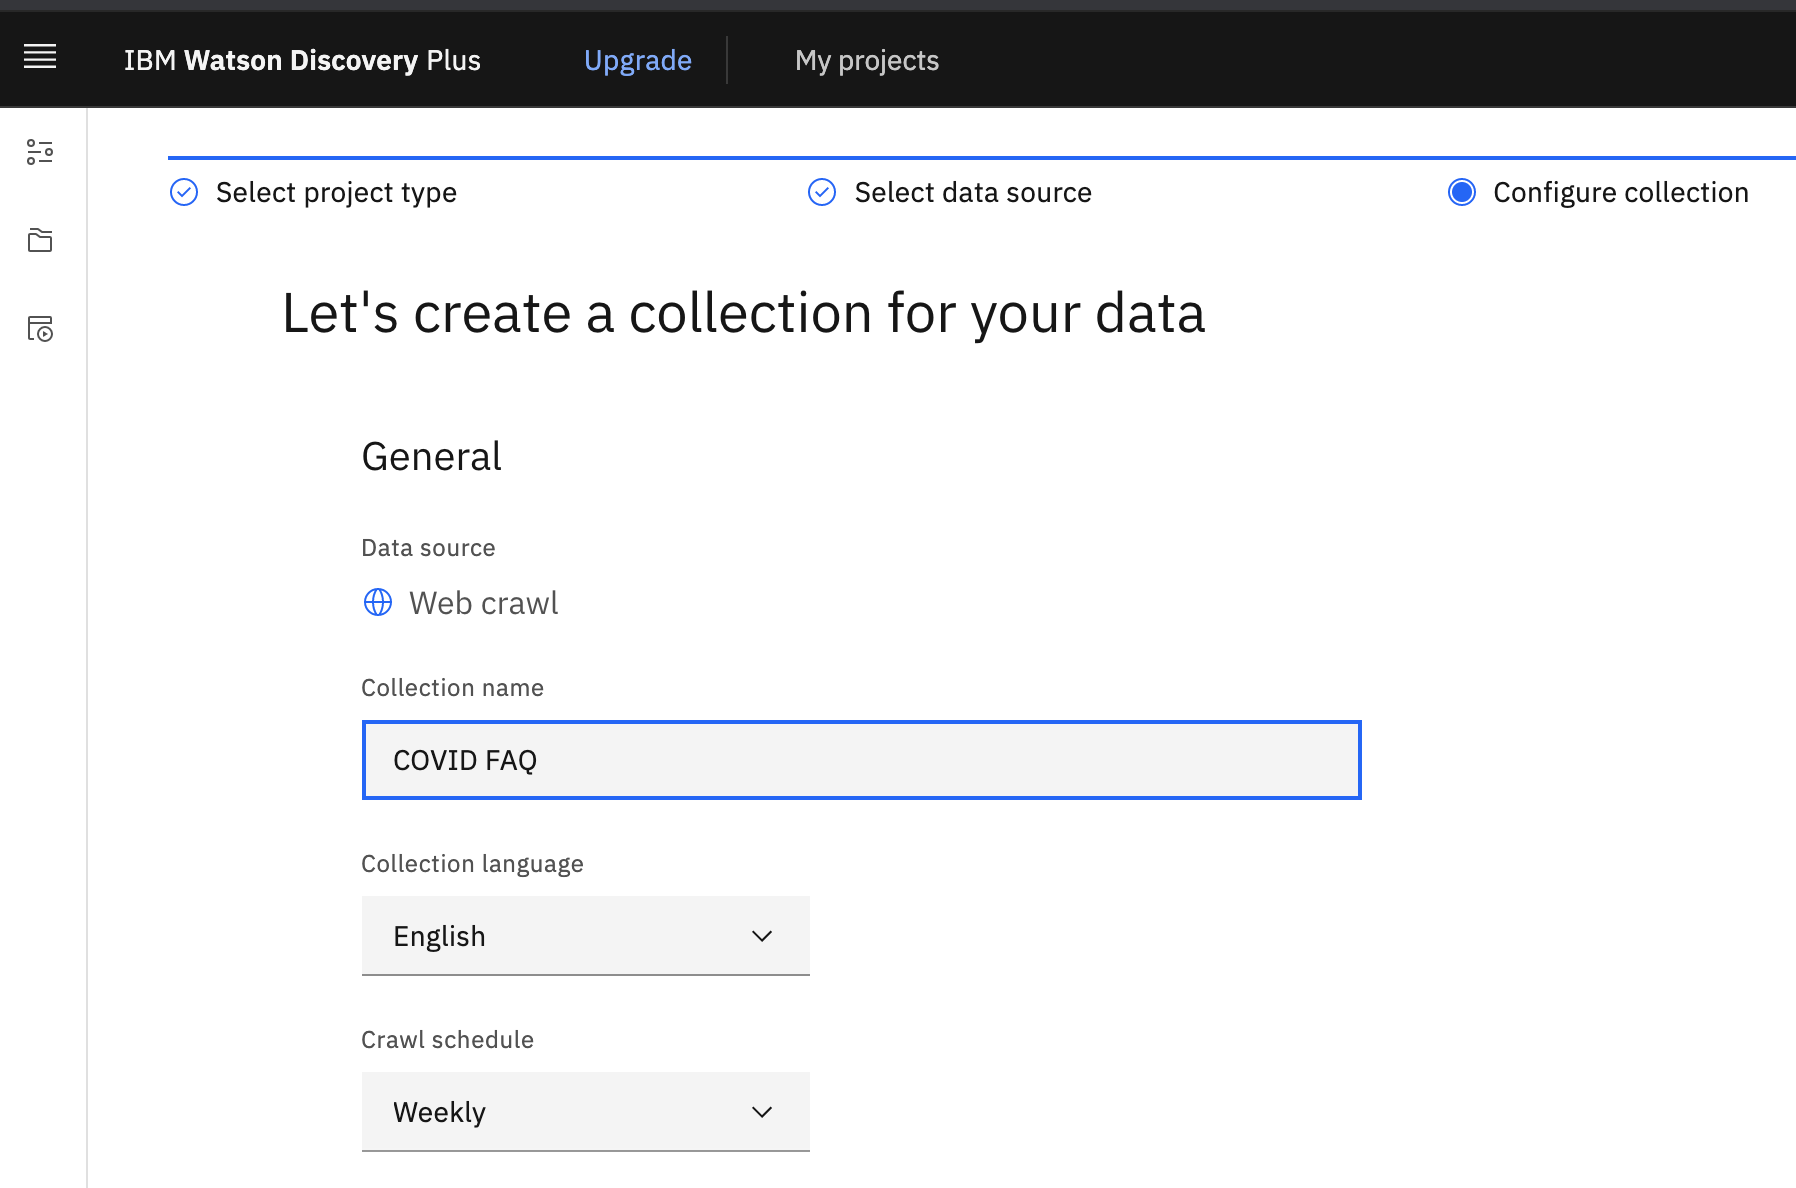 IBM Watson Discovery Plus Upgrade My projects
Select project type Select data source Configure collection
Let's create a collection for your data
General
Data source
Web crawl
Collection name
COVID FAQ
Collection language
English
Crawl schedule
Weekly